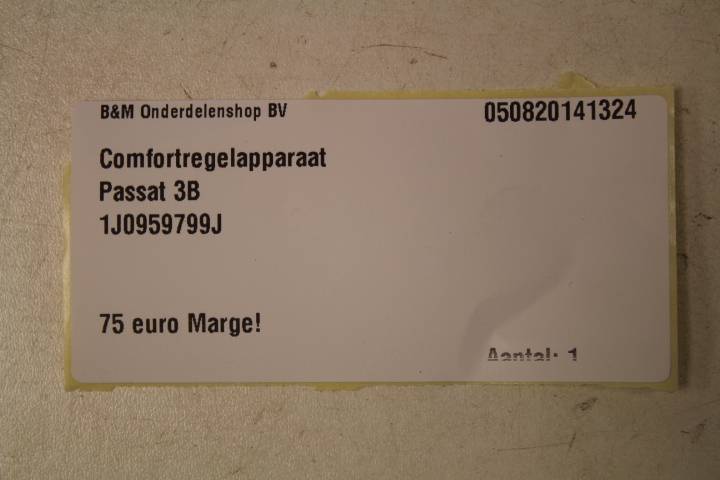 B&M Onderdelenshop BV 050820141324
Comfortregelapparaat
Passat 3B
1J0959799J
75 euro Marge!
Aantal: 1